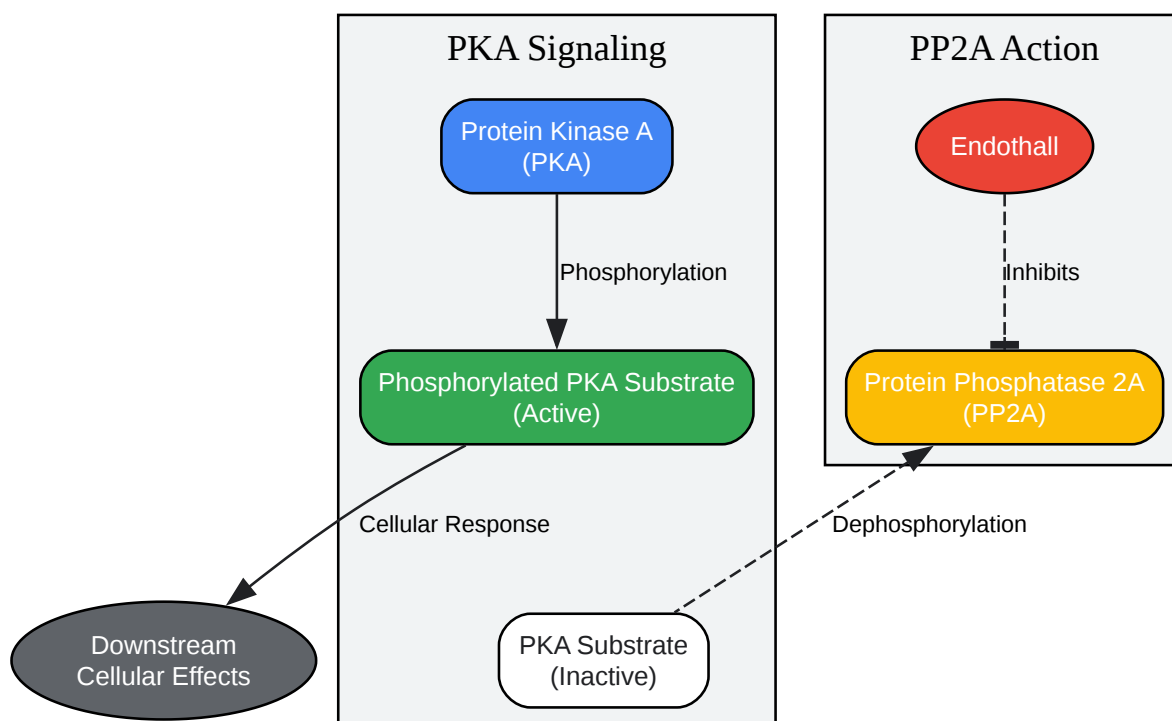 PKA Signaling
PP2A Action
Protein Kinase A
(PKA)
Endothall
Phosphorylation
Inhibits
Phosphorylated PKA Substrate
(Active)
Protein Phosphatase 2A
(PP2A)
Cellular Response
Dephosphorylation
Downstream
Cellular Effects
PKA Substrate
(Inactive)